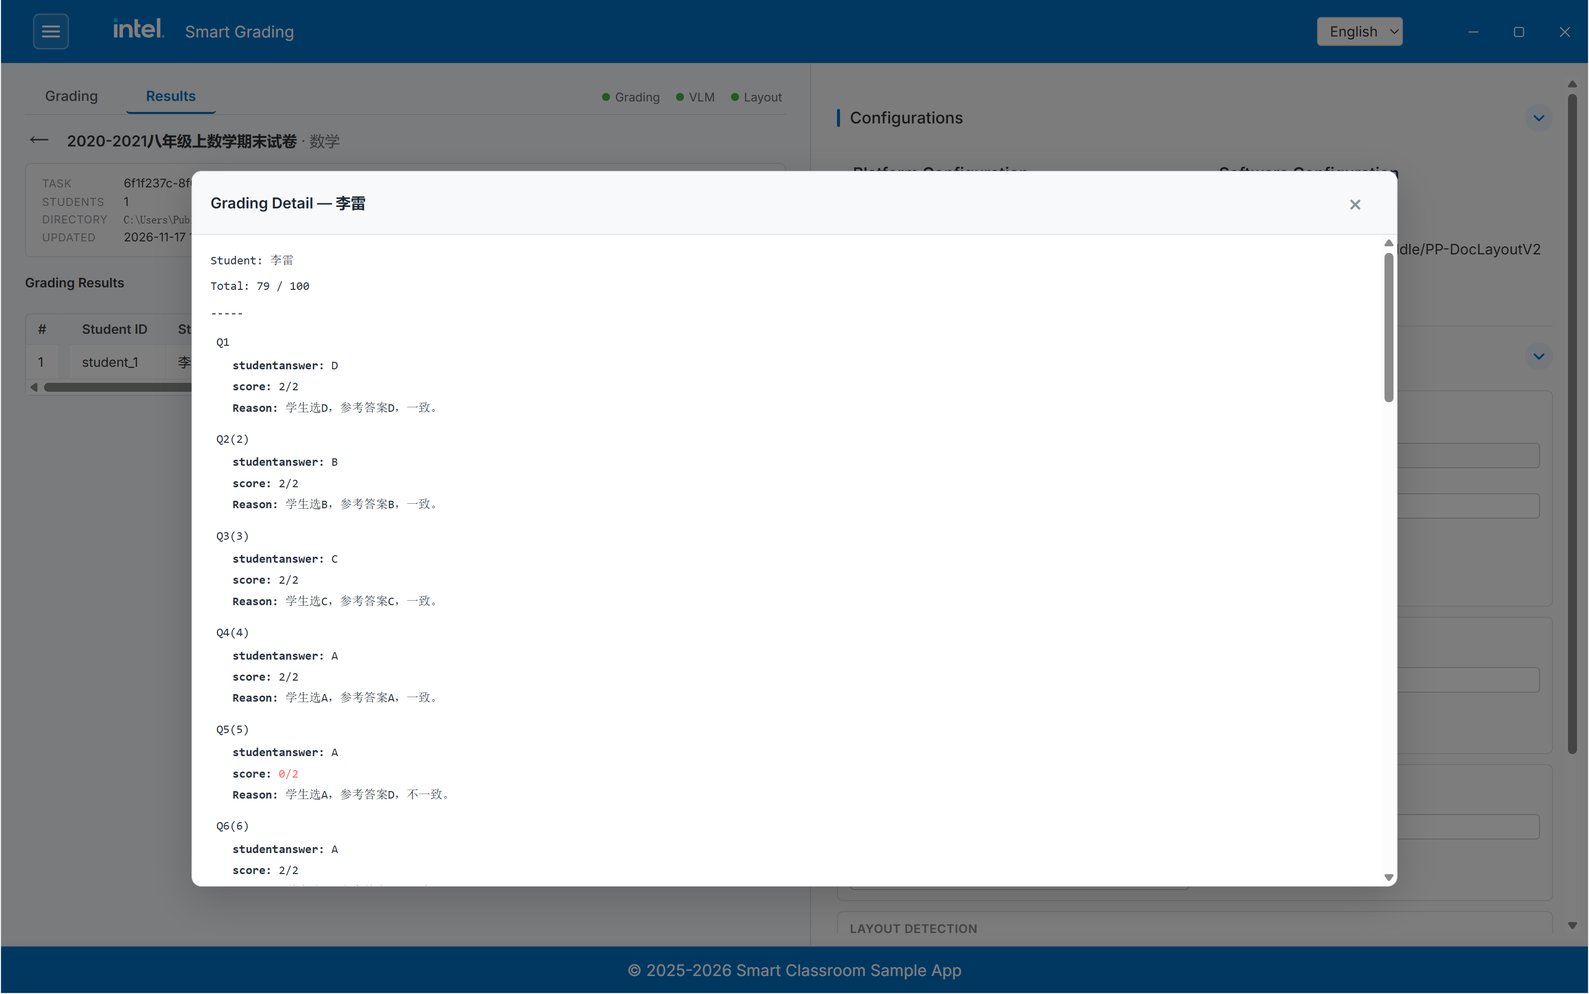 intel.
Smart Grading
English
Grading
Results
Grading
VLM
Layout
2020-2021八年级上数学期末试卷 · 数学
TASK 6f1f237c-8f
STUDENTS 1
DIRECTORY C:\Users\Pub
UPDATED 2026-11-17
Grading Results
# Student ID St
1 student_1 李
Configurations
Platform Configuration
Software Configuration
dle/PP-DocLayoutV2
LAYOUT DETECTION
Grading Detail — 李雷
Student: 李雷
Total: 79 / 100
-----
Q1
studentanswer: D
score: 2/2
Reason: 学生选D，参考答案D，一致。
Q2(2)
studentanswer: B
score: 2/2
Reason: 学生选B，参考答案B，一致。
Q3(3)
studentanswer: C
score: 2/2
Reason: 学生选C，参考答案C，一致。
Q4(4)
studentanswer: A
score: 2/2
Reason: 学生选A，参考答案A，一致。
Q5(5)
studentanswer: A
score: 0/2
Reason: 学生选A，参考答案D，不一致。
Q6(6)
studentanswer: A
score: 2/2
© 2025-2026 Smart Classroom Sample App